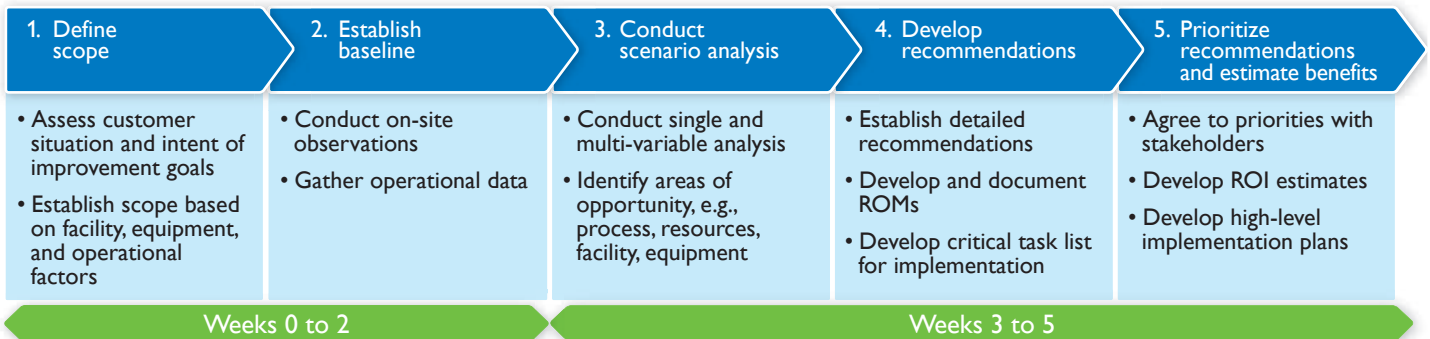 1. Define
scope
2. Establish
baseline
3. Conduct
scenario analysis
4. Develop
recommendations
5. Prioritize
recommendations
and estimate benefits
• Assess customer
situation and intent of
improvement goals
• Establish scope based
on facility, equipment,
and operational
factors
• Conduct on-site
observations
• Gather operational data
• Conduct single and
multi-variable analysis
• Identify areas of
opportunity, e.g.,
process, resources,
facility, equipment
• Establish detailed
recommendations
• Develop and document
ROMs
• Develop critical task list
for implementation
• Agree to priorities with
stakeholders
• Develop ROI estimates
• Develop high-level
implementation plans
Weeks 0 to 2
Weeks 3 to 5